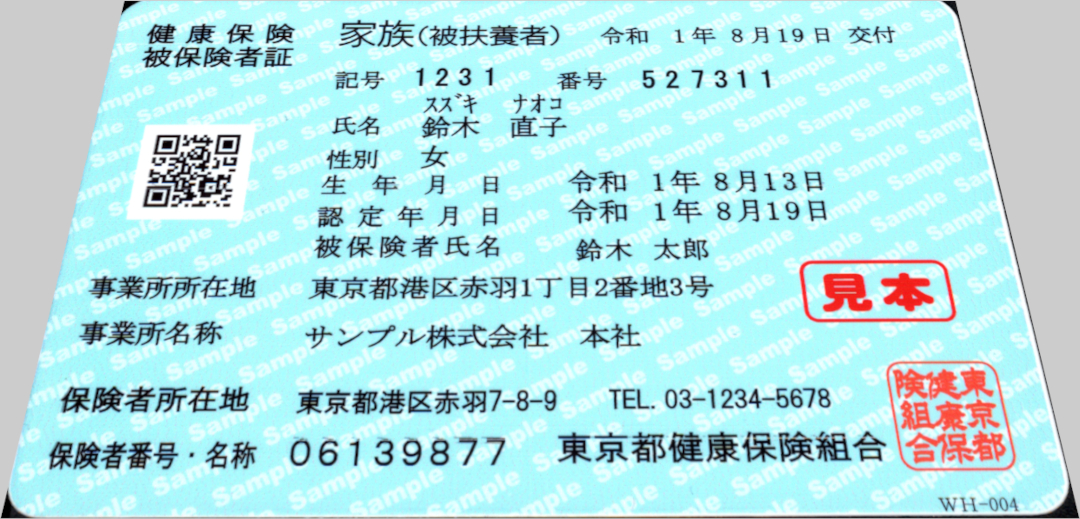 健康保険 家族(被扶養者) 令和 1年 8月19日 交付
被保険者証
記号 1231 番号 527311
スズキ ナオコ
氏名 鈴木 直子
性別 女
生年月日 令和 1年 8月13日
認定年月日 令和 1年 8月19日
被保険者氏名 鈴木 太郎
事業所所在地 東京都港区赤羽1丁目2番地3号
見本
事業所名称 サンプル株式会社 本社
保険者所在地 東京都港区赤羽7-8-9 TEL. 03-1234-5678
保険者番号・名称 06139877 東京都健康保険組合
東京都
健康保
険組合
WH-004